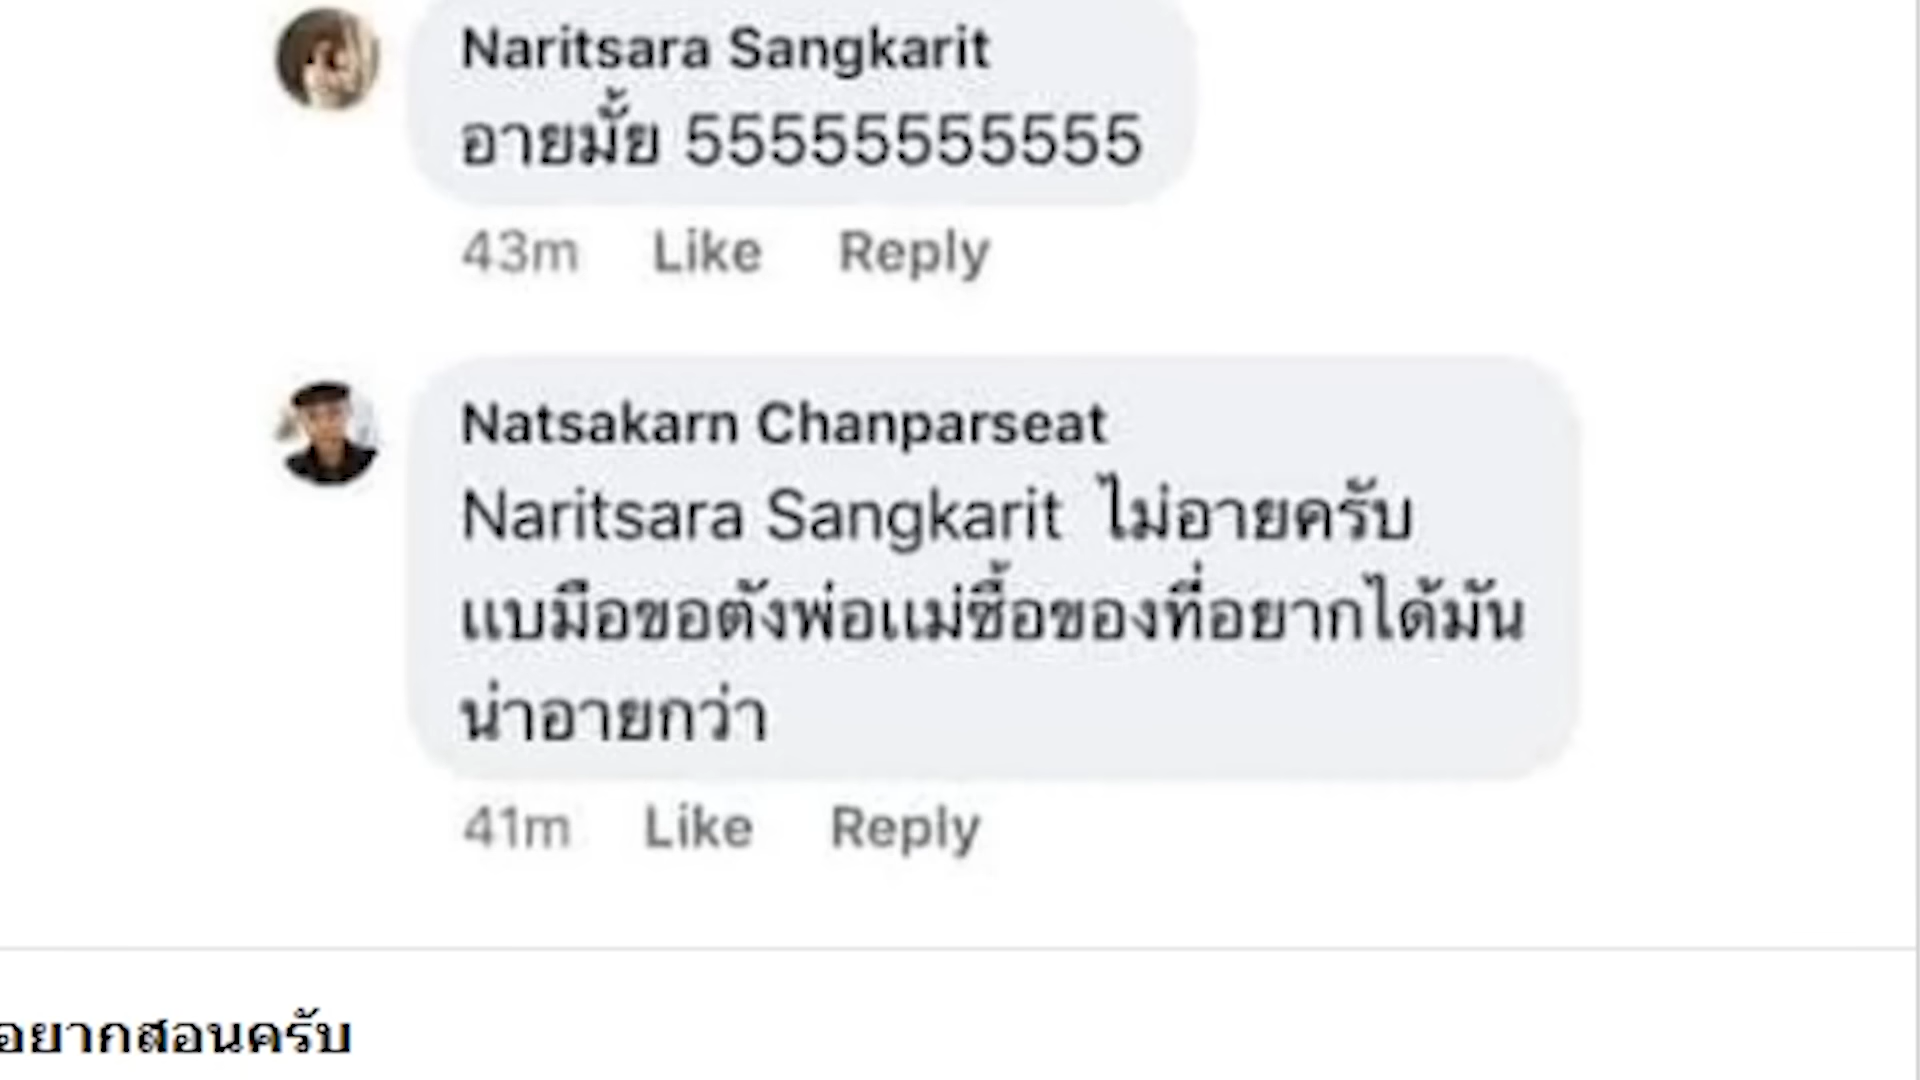 Naritsara Sangkarit
อายมั้ย 55555555555
43m Like Reply
Natsakarn Chanparseat
Naritsara Sangkarit ไม่อายครับ
แบมือขอตังพ่อแม่ซื้อของที่อยากได้มัน
น่าอายกว่า
41m Like Reply
อยากสอนครับ